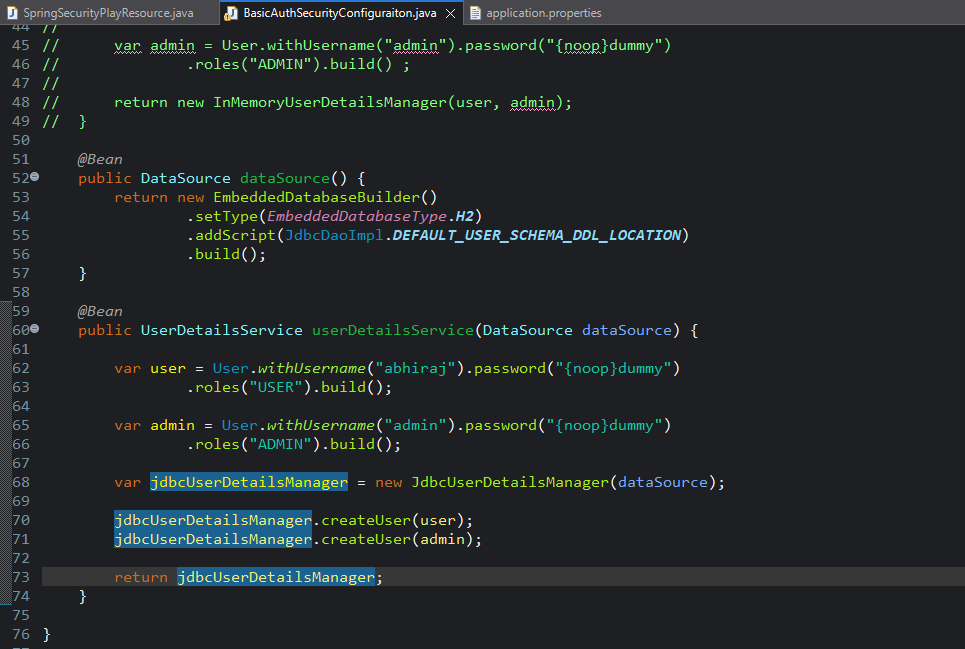 SpringSecurityPlayResource.java BasicAuthSecurityConfiguraiton.java application.properties
44 //
45 // var admin = User.withUsername("admin").password("{noop}dummy")
46 // .roles("ADMIN").build() ;
47 //
48 // return new InMemoryUserDetailsManager(user, admin);
49 // }
50
51 @Bean
52 public DataSource dataSource() {
53 return new EmbeddedDatabaseBuilder()
54 .setType(EmbeddedDatabaseType.H2)
55 .addScript(JdbcDaoImpl.DEFAULT_USER_SCHEMA_DDL_LOCATION)
56 .build();
57 }
58
59 @Bean
60 public UserDetailsService userDetailsService(DataSource dataSource) {
61
62 var user = User.withUsername("abhiraj").password("{noop}dummy")
63 .roles("USER").build();
64
65 var admin = User.withUsername("admin").password("{noop}dummy")
66 .roles("ADMIN").build();
67
68 var jdbcUserDetailsManager = new JdbcUserDetailsManager(dataSource);
69
70 jdbcUserDetailsManager.createUser(user);
71 jdbcUserDetailsManager.createUser(admin);
72
73 return jdbcUserDetailsManager;
74 }
75
76 }